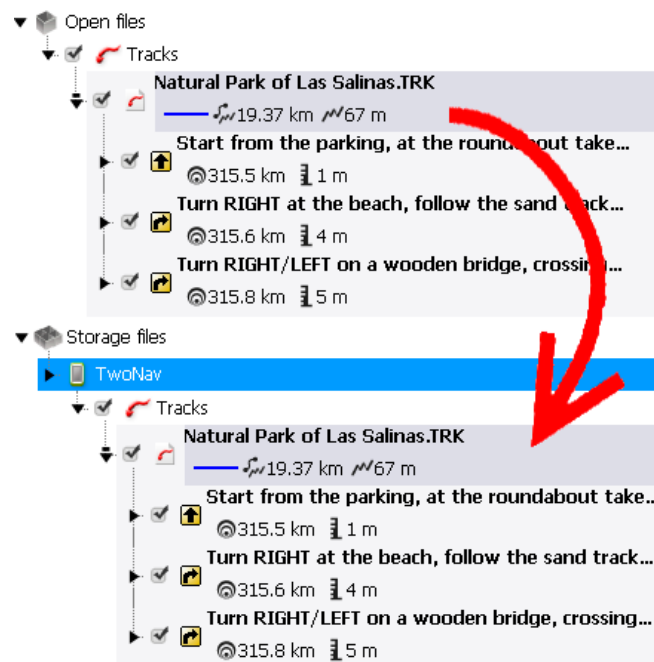 Open files
Tracks
Natural Park of Las Salinas.TRK
19.37 km 67 m
Start from the parking, at the roundabout take...
315.5 km 1 m
Turn RIGHT at the beach, follow the sand track...
315.6 km 4 m
Turn RIGHT/LEFT on a wooden bridge, crossing...
315.8 km 5 m
Storage files
TwoNav
Tracks
Natural Park of Las Salinas.TRK
19.37 km 67 m
Start from the parking, at the roundabout take...
315.5 km 1 m
Turn RIGHT at the beach, follow the sand track...
315.6 km 4 m
Turn RIGHT/LEFT on a wooden bridge, crossing...
315.8 km 5 m